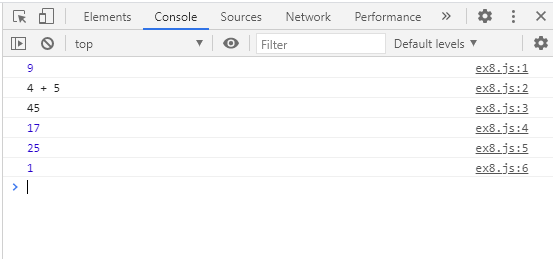 Elements Console Sources Network Performance
top Filter Default levels
9 ex8.js:1
4 + 5 ex8.js:2
45 ex8.js:3
17 ex8.js:4
25 ex8.js:5
1 ex8.js:6